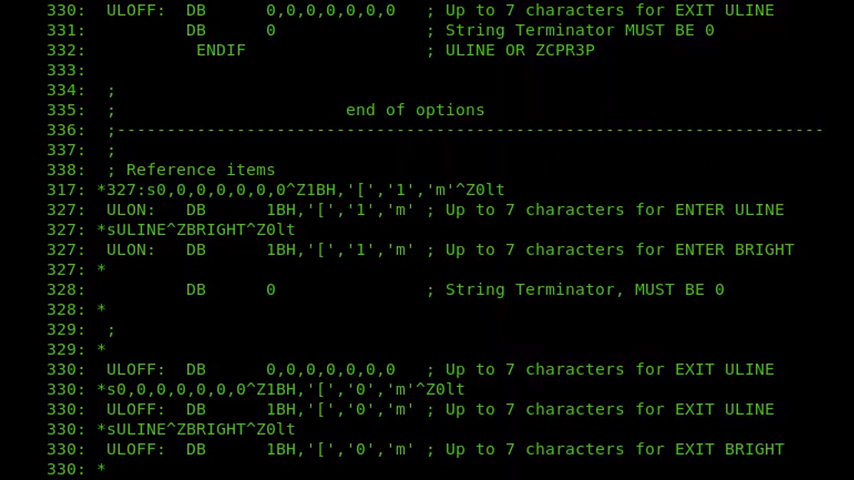 330:  ULOFF:  DB      0,0,0,0,0,0,0   ; Up to 7 characters for EXIT ULINE
331:          DB      0               ; String Terminator MUST BE 0
332:           ENDIF                  ; ULINE OR ZCPR3P
333:
334:  ;
335:  ;                       end of options
336:  ;-----------------------------------------------------------------------
337:  ;
338:  ; Reference items
317: *327:s0,0,0,0,0,0,0^Z1BH,'[','1','m'^Z0lt
327:  ULON:   DB      1BH,'[','1','m' ; Up to 7 characters for ENTER ULINE
327: *sULINE^ZBRIGHT^Z0lt
327:  ULON:   DB      1BH,'[','1','m' ; Up to 7 characters for ENTER BRIGHT
327: *
328:          DB      0               ; String Terminator, MUST BE 0
328: *
329:  ;
329: *
330:  ULOFF:  DB      0,0,0,0,0,0,0   ; Up to 7 characters for EXIT ULINE
330: *s0,0,0,0,0,0,0^Z1BH,'[','0','m'^Z0lt
330:  ULOFF:  DB      1BH,'[','0','m' ; Up to 7 characters for EXIT ULINE
330: *sULINE^ZBRIGHT^Z0lt
330:  ULOFF:  DB      1BH,'[','0','m' ; Up to 7 characters for EXIT BRIGHT
330: *